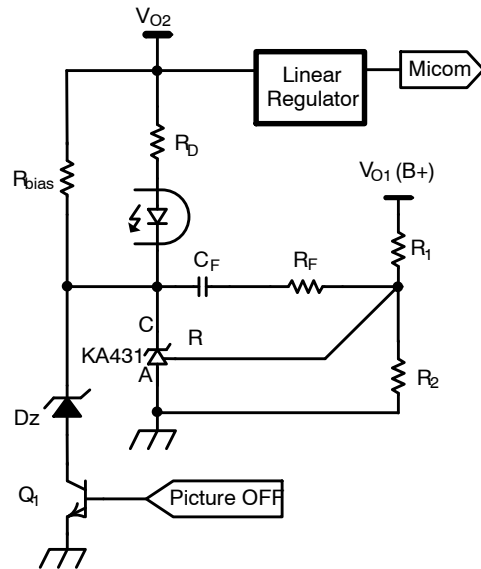 VO2
Linear
Regulator
Micom
RD
Rbias
VO1 (B+)
R1
CF
RF
C
R
KA431
A
R2
Dz
Q1
Picture OFF